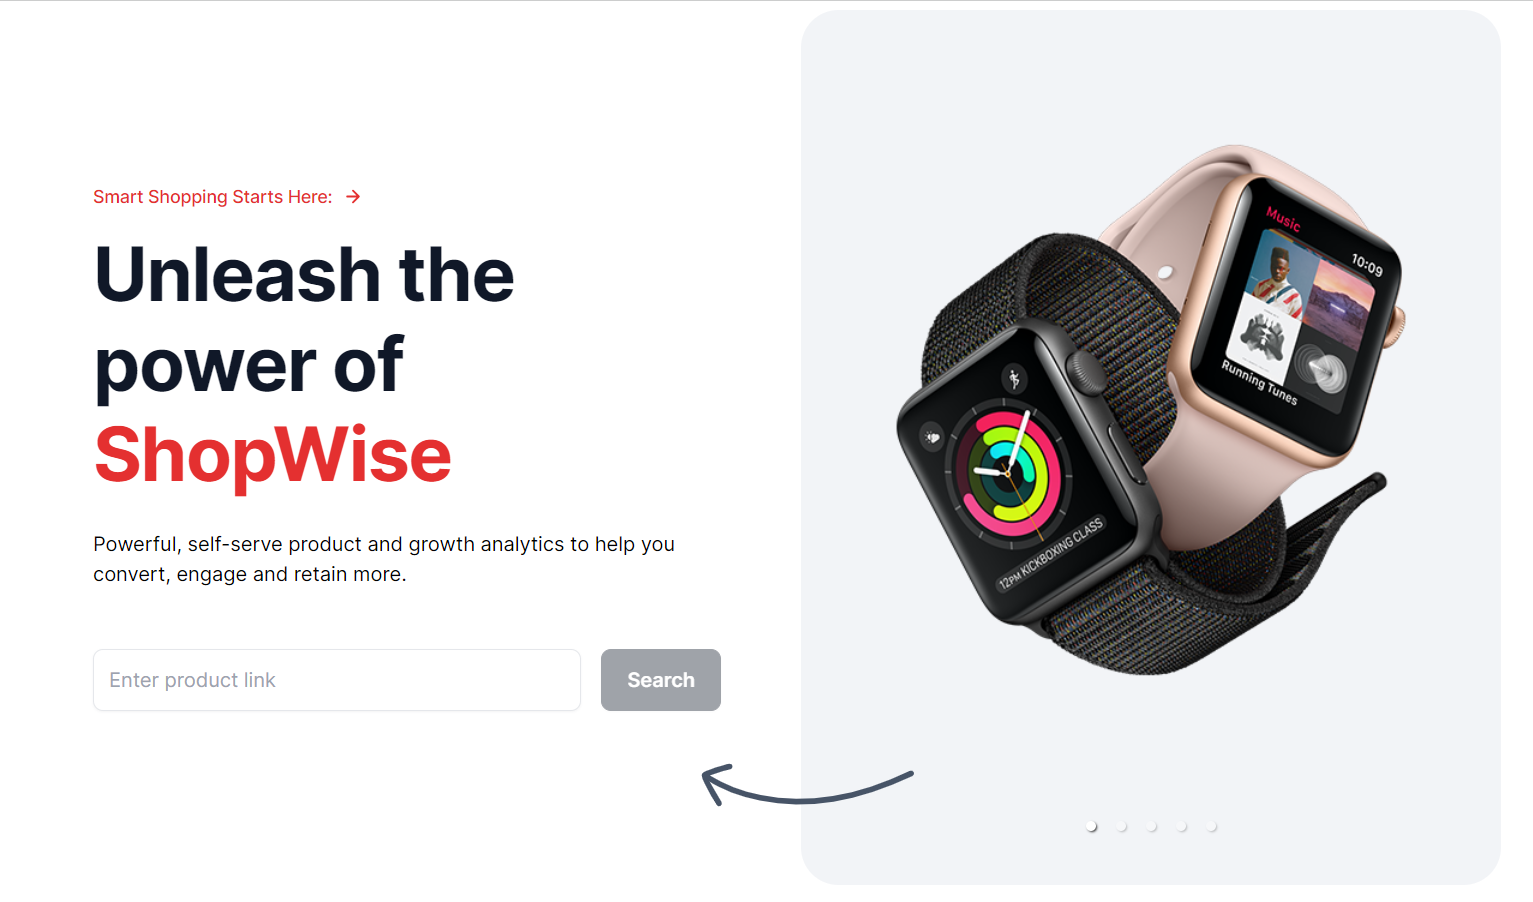 Smart Shopping Starts Here:
Unleash the
power of
ShopWise
Powerful, self-serve product and growth analytics to help you
convert, engage and retain more.
Enter product link
Search
Music
10:09
Running Tunes
12PM KICKBOXING CLASS